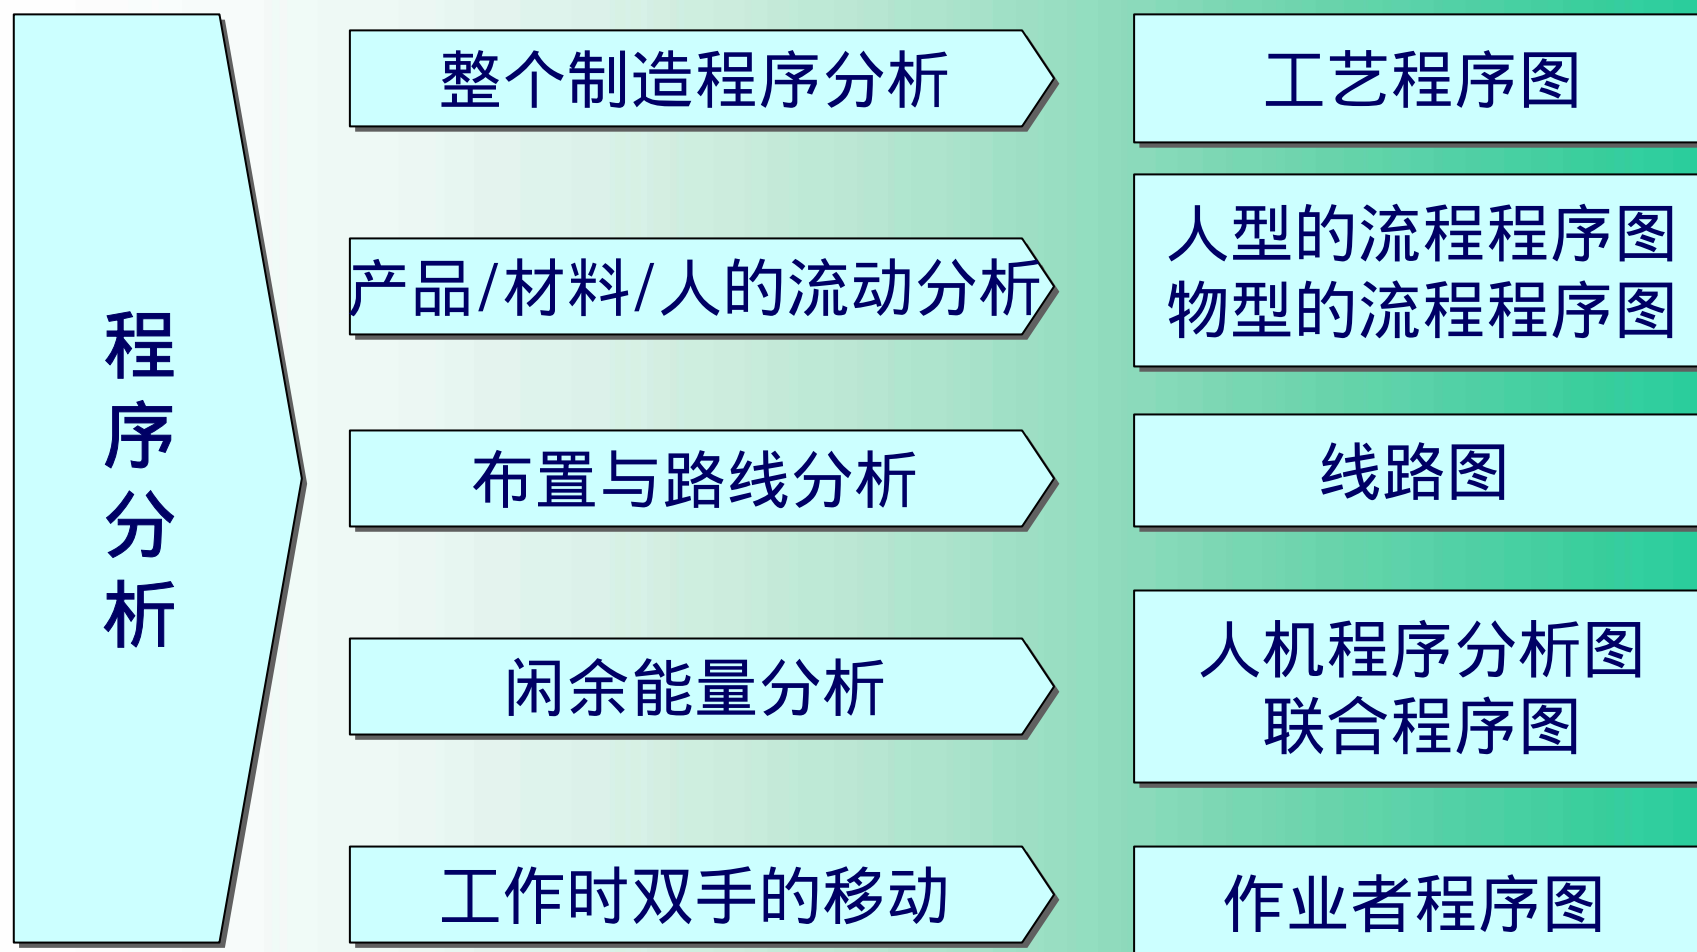 程
序
分
析
整个制造程序分析
工艺程序图
产品/材料/人的流动分析
人型的流程程序图
物型的流程程序图
布置与路线分析
线路图
闲余能量分析
人机程序分析图
联合程序图
工作时双手的移动
作业者程序图